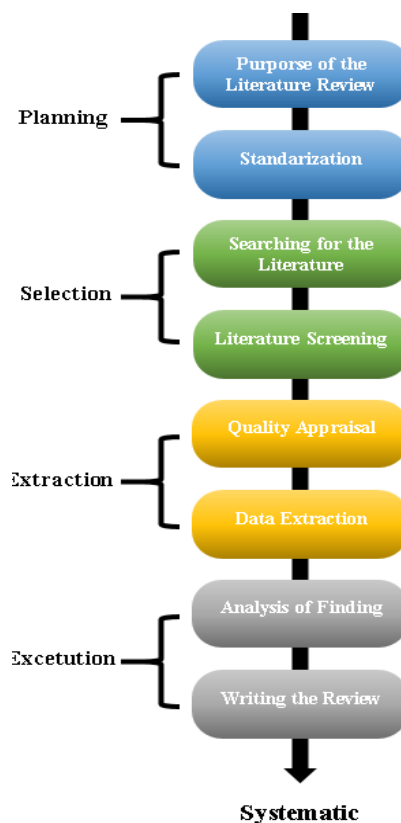 Purporse of the
Literature Review
Planning
Standarization
Searching for the
Literature
Selection
Literature Screening
Quality Appraisal
Extraction
Data Extraction
Analysis of Finding
Excetution
Writing the Review
Systematic